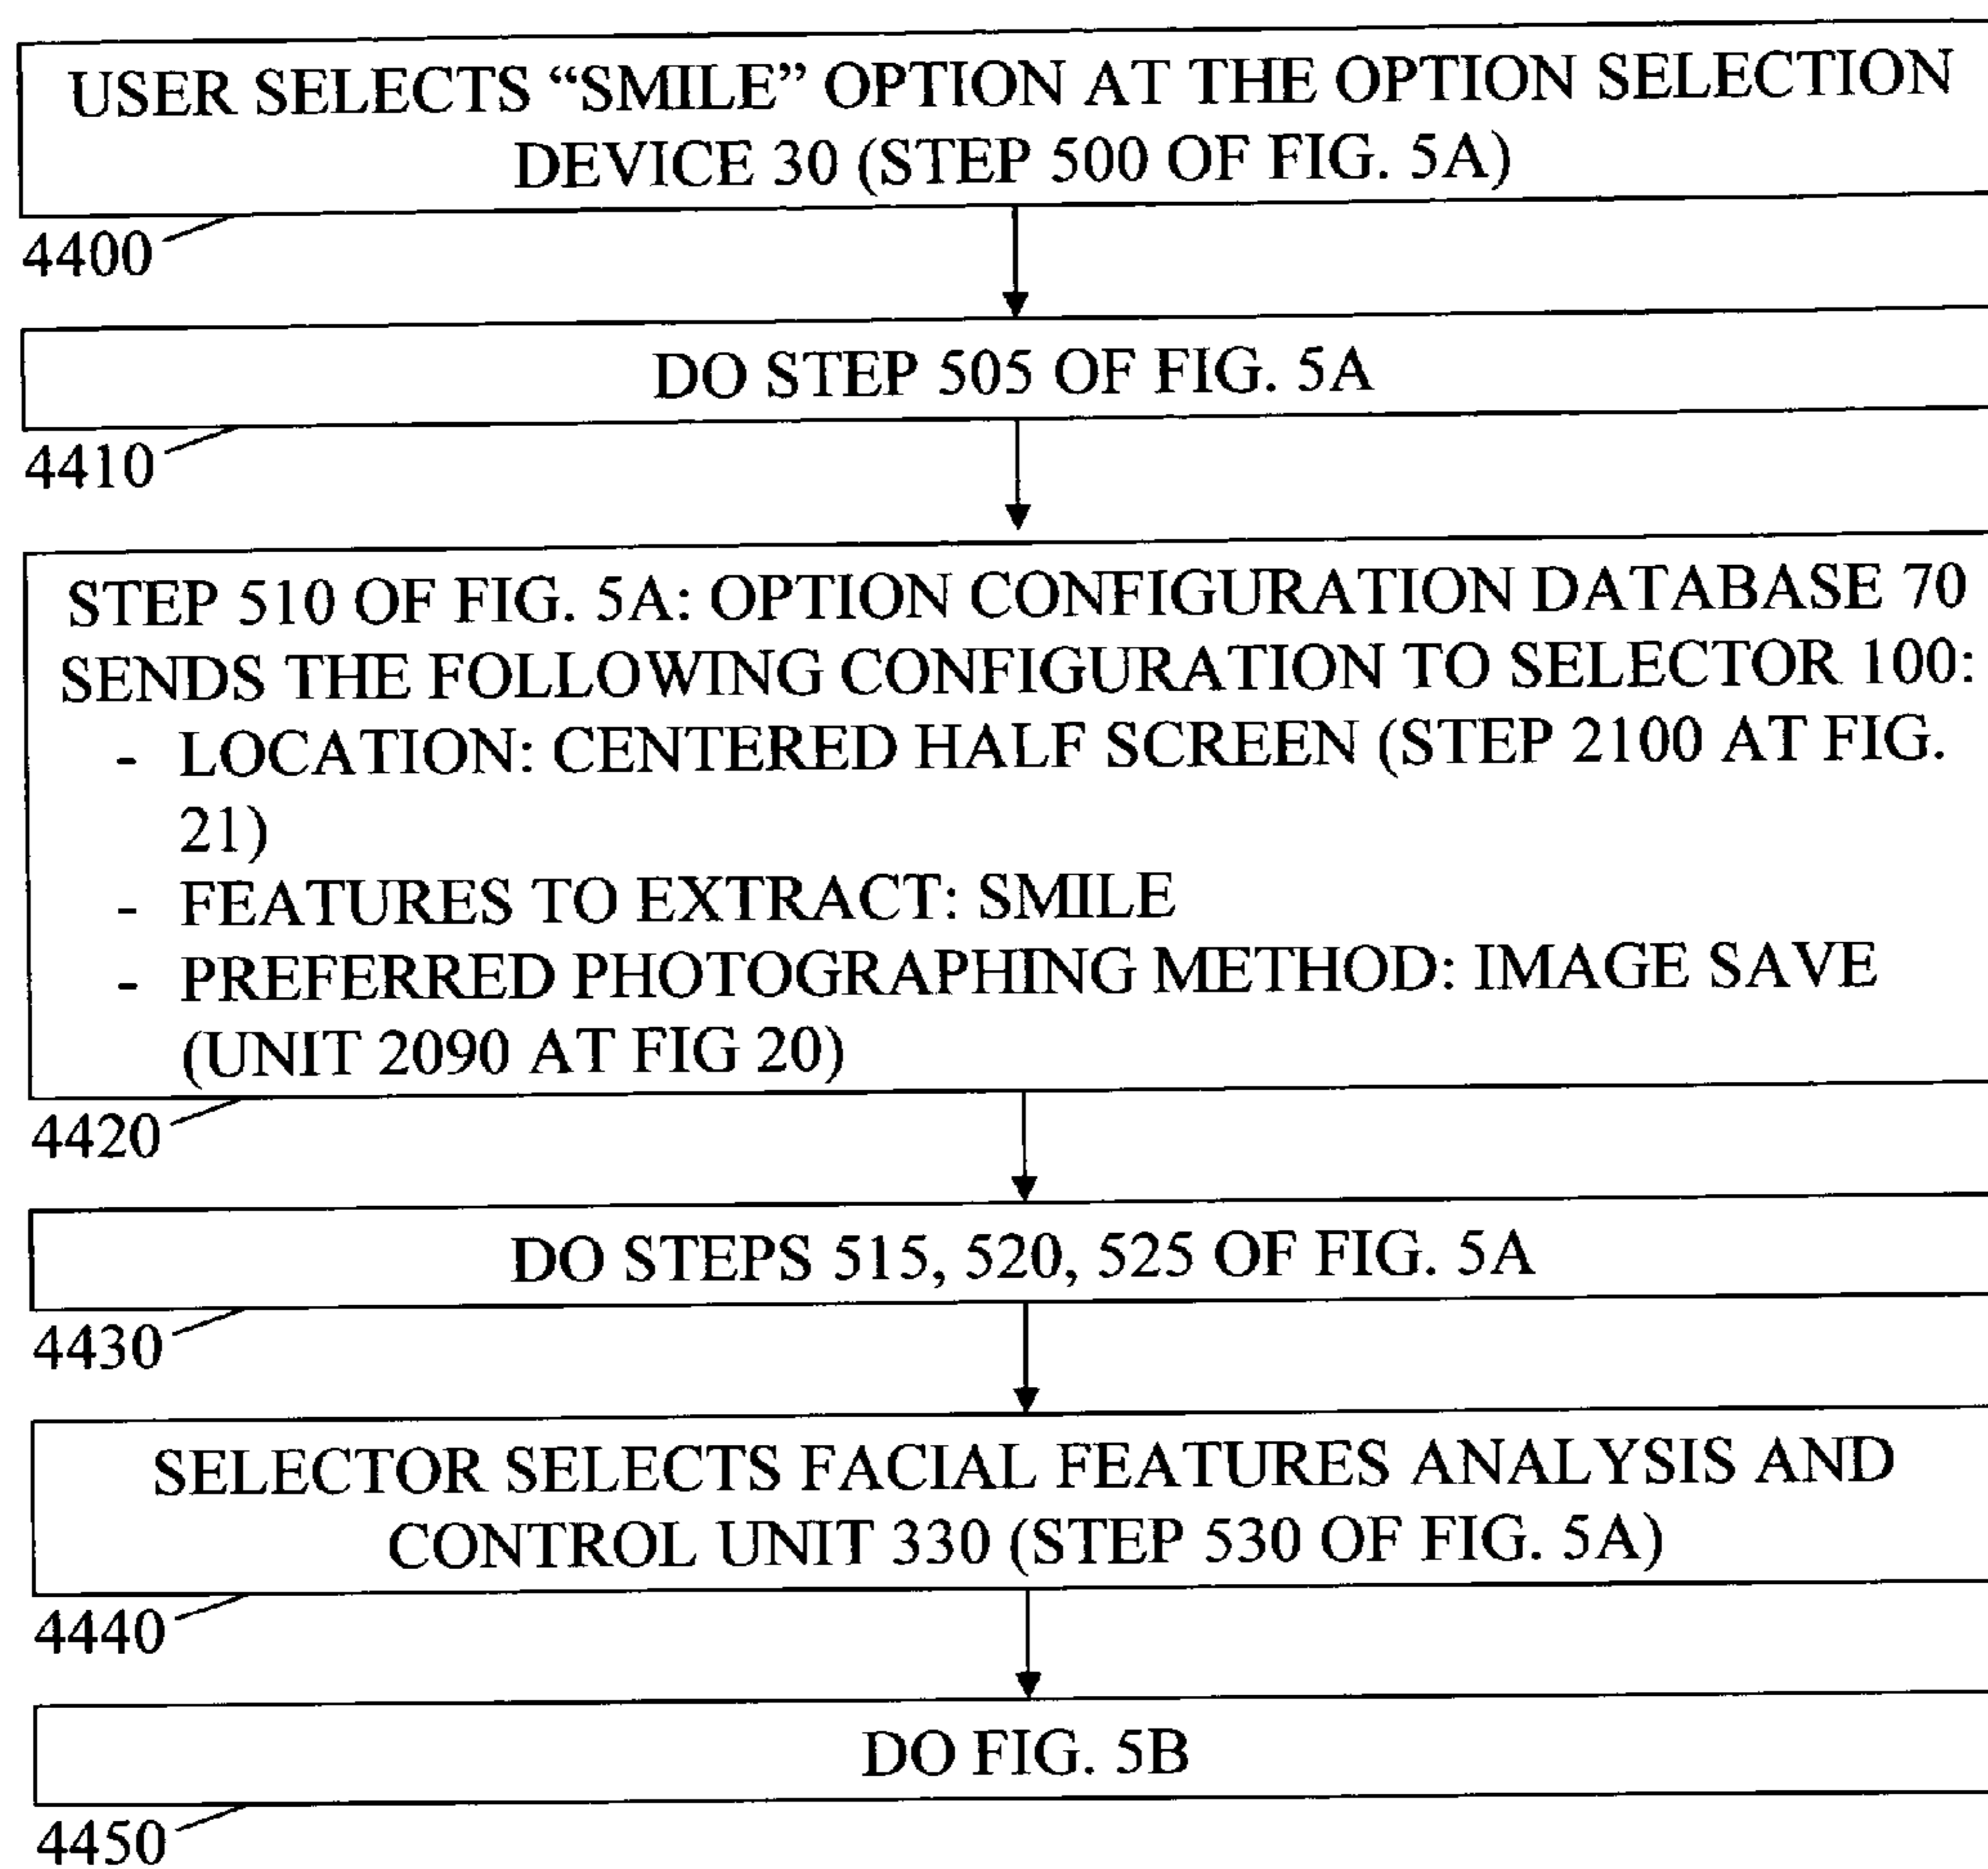 USER SELECTS “SMILE” OPTION AT THE OPTION SELECTION
DEVICE 30 (STEP 500 OF FIG. 5A)
4400
DO STEP 505 OF FIG. 5A
4410
STEP 510 OF FIG. 5A: OPTION CONFIGURATION DATABASE 70
SENDS THE FOLLOWING CONFIGURATION TO SELECTOR 100:
- LOCATION: CENTERED HALF SCREEN (STEP 2100 AT FIG.
21)
- FEATURES TO EXTRACT: SMILE
- PREFERRED PHOTOGRAPHING METHOD: IMAGE SAVE
(UNIT 2090 AT FIG 20)
4420
DO STEPS 515, 520, 525 OF FIG. 5A
4430
SELECTOR SELECTS FACIAL FEATURES ANALYSIS AND
CONTROL UNIT 330 (STEP 530 OF FIG. 5A)
4440
DO FIG. 5B
4450